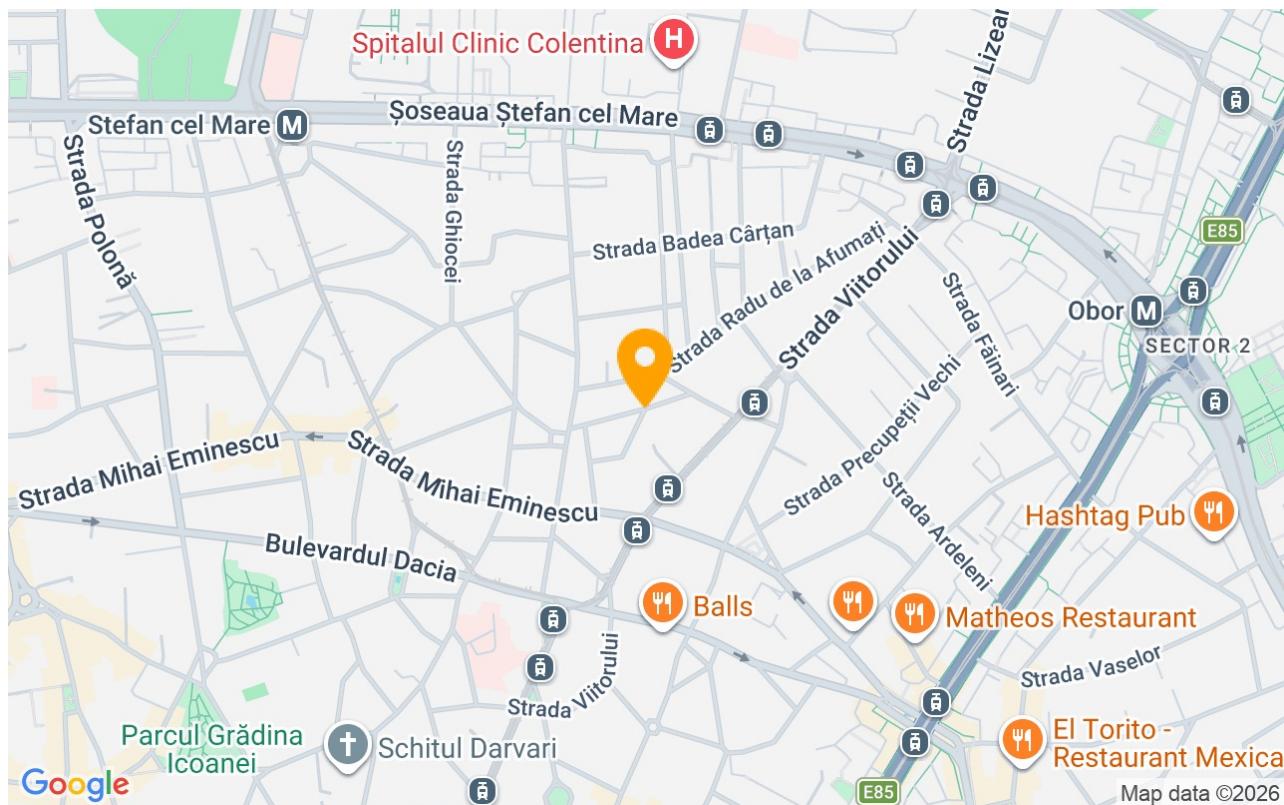 Spitalul Clinic Colentina
H
Strada Lizean
Șoseaua Ștefan cel Mare
Stefan cel Mare
M
Strada Polonă
Strada Ghiocei
Strada Badea Cârțan
E85
Strada Radu de la Afumați
Strada Viitorului
Strada Făinari
Obor
M
SECTOR 2
Strada Precupeții Vechi
Strada Mihai Eminescu
Strada Mihai Eminescu
Strada Ardeleni
Hashtag Pub
Bulevardul Dacia
Balls
Matheos Restaurant
Strada Vaselor
Strada Viitorului
Parcul Grădina
Icoanei
Schitul Darvari
El Torito -
Restaurant Mexica
Google
E85
Map data ©2026